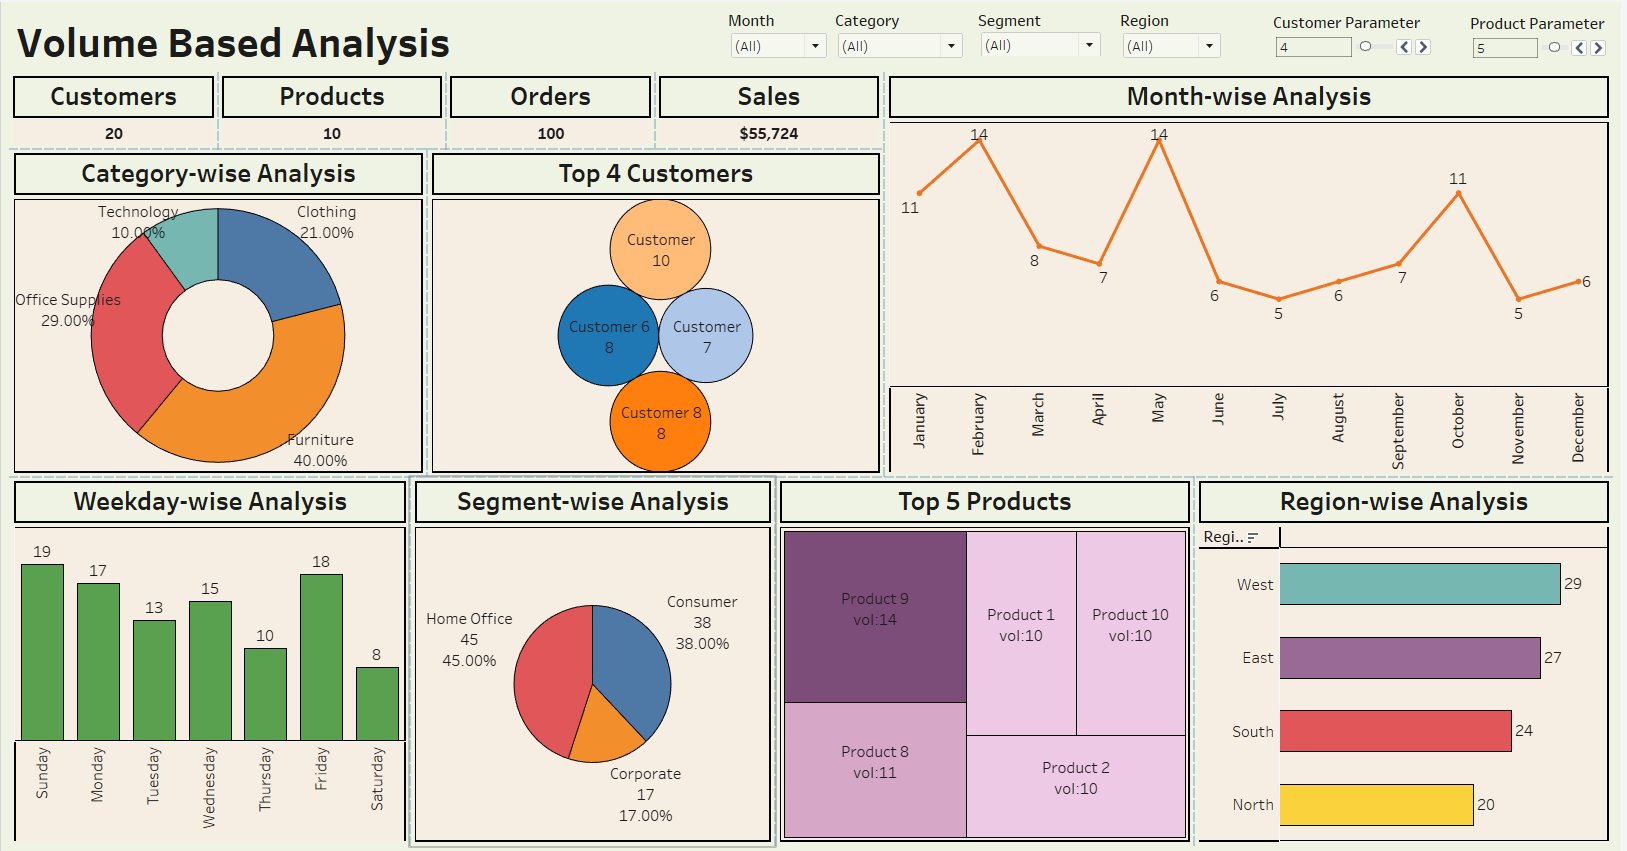 Volume Based Analysis
Month
Category
Segment
Region
Customer Parameter
Product Parameter
(All)
(All)
(All)
(All)
4
5
Customers
Products
Orders
Sales
20
10
100
$55,724
Month-wise Analysis
14
14
11
11
8
7
7
6
6
6
5
5
January
February
March
April
May
June
July
August
September
October
November
December
Category-wise Analysis
Technology
10.00%
Clothing
21.00%
Office Supplies
29.00%
Furniture
40.00%
Top 4 Customers
Customer
10
Customer 6
8
Customer
7
Customer 8
8
Weekday-wise Analysis
19
17
13
15
10
18
8
Sunday
Monday
Tuesday
Wednesday
Thursday
Friday
Saturday
Segment-wise Analysis
Consumer
38
38.00%
Home Office
45
45.00%
Corporate
17
17.00%
Top 5 Products
Product 9
vol:14
Product 1
vol:10
Product 10
vol:10
Product 8
vol:11
Product 2
vol:10
Region-wise Analysis
Regi..
West
29
East
27
South
24
North
20